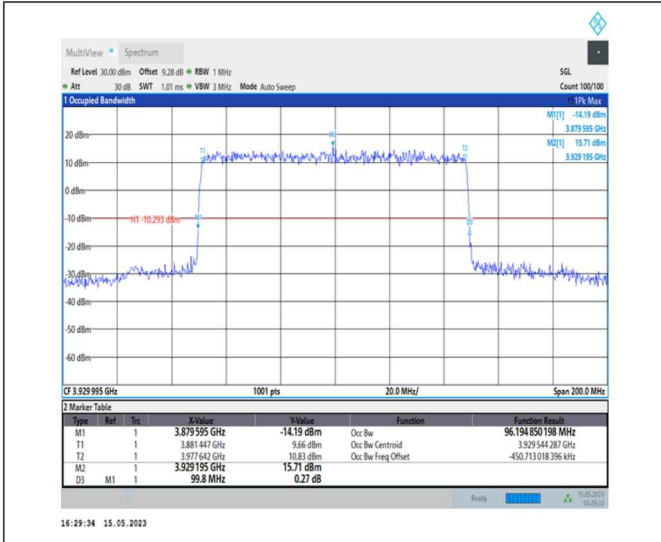 MultiView Spectrum
Ref Level 30.00 dBm Offset 9.28 dB RBW 1 MHz SGL
Att 30 dB SWT 1.01 ms VBW 3 MHz Mode Auto Sweep Count 100/100
1 Occupied Bandwidth 1Pk Max
M1[1] -14.19 dBm
3.879 595 GHz
M2[1] 15.71 dBm
3.929 195 GHz
20 dBm
M2
T1 T2
10 dBm
0 dBm
-10 dBm H1 -10.293 dBm M1
D3
-20 dBm
-30 dBm
-40 dBm
-50 dBm
-60 dBm
CF 3.929 995 GHz 1001 pts 20.0 MHz/ Span 200.0 MHz
2 Marker Table
Type Ref Trc X-Value Y-Value Function Function Result
M1 1 3.879 595 GHz -14.19 dBm Occ Bw 96.194 850 198 MHz
T1 1 3.881 447 GHz 9.66 dBm Occ Bw Centroid 3.929 544 287 GHz
T2 1 3.977 642 GHz 10.83 dBm Occ Bw Freq Offset -450.713 018 396 kHz
M2 1 3.929 195 GHz 15.71 dBm
D3 M1 1 99.8 MHz 0.27 dB
Ready 15.05.2023
16:29:33
16:29:34 15.05.2023